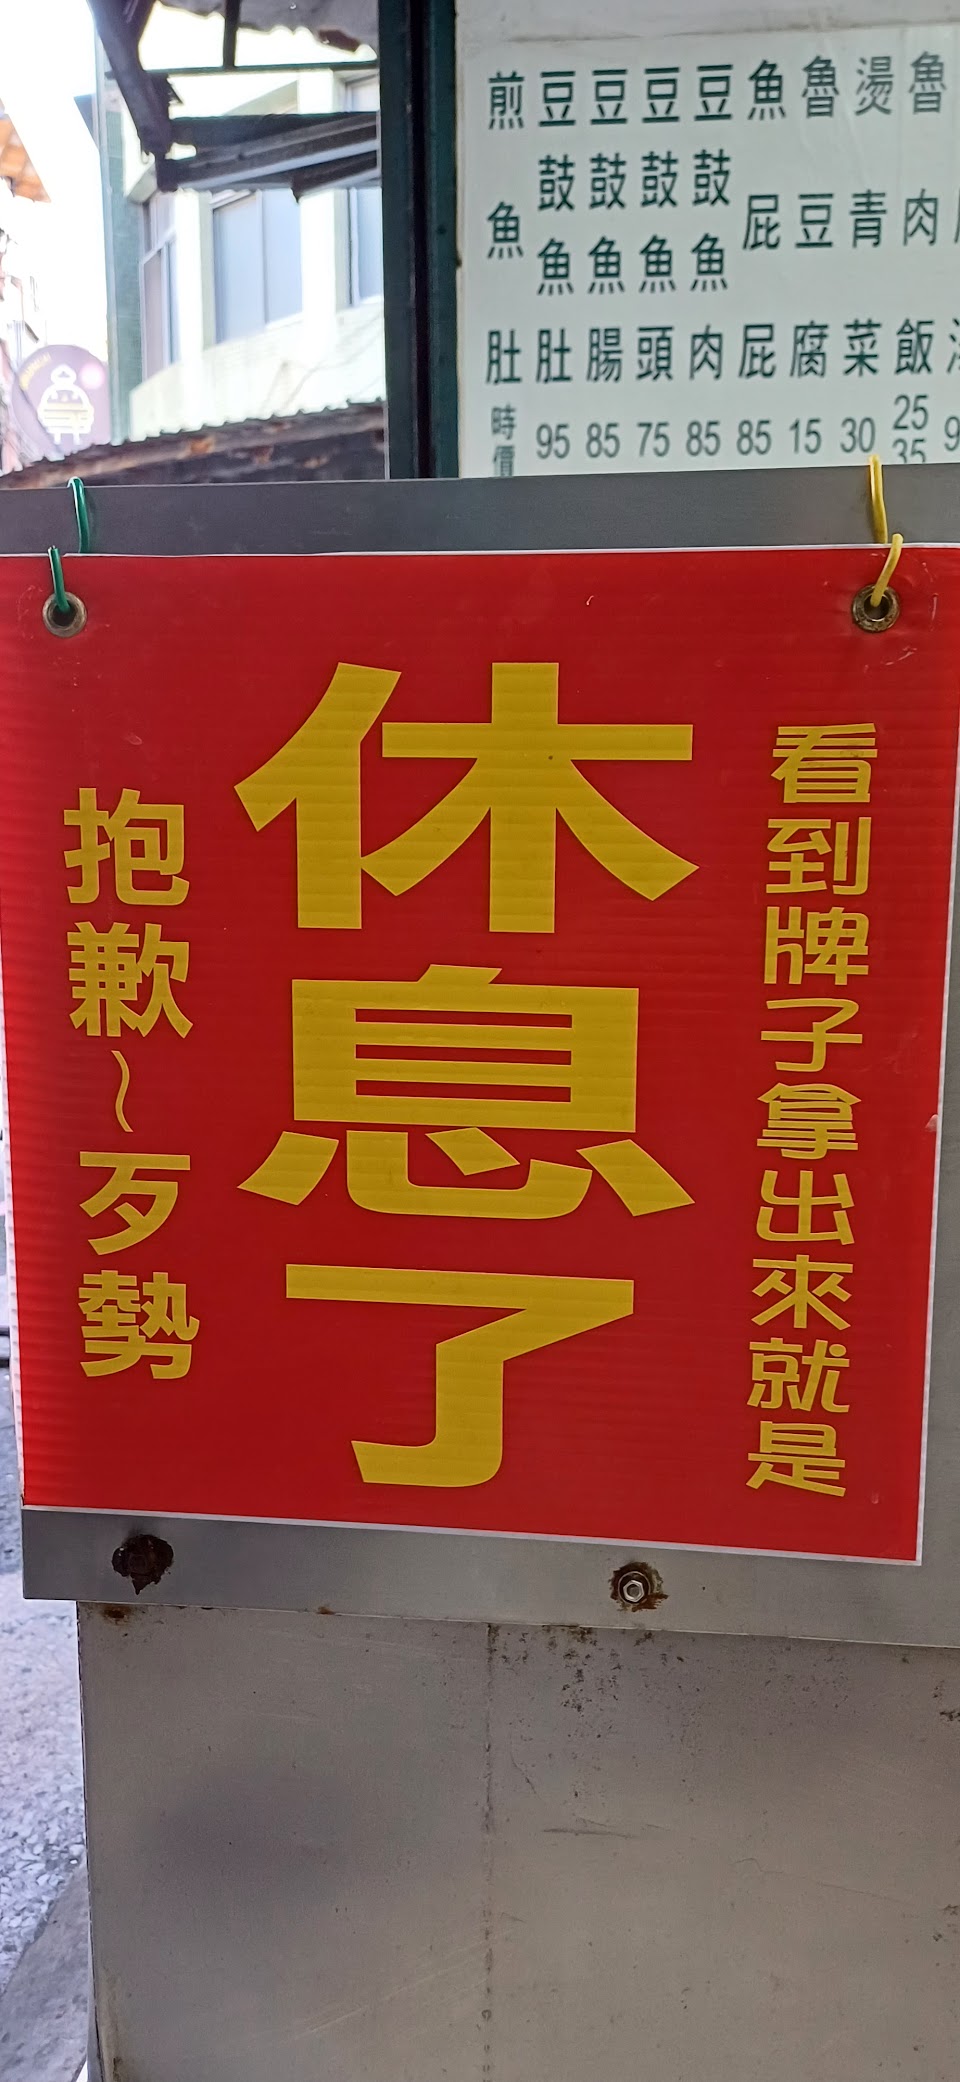 魯肉飯 25 35
燙青菜 30
魯豆腐 15
魚屁屁 85
豆鼓魚肉 85
豆鼓魚頭 75
豆鼓魚腸 85
豆鼓魚肚 95
煎魚肚 時價
看到牌子拿出來就是
休息了
抱歉~歹勢